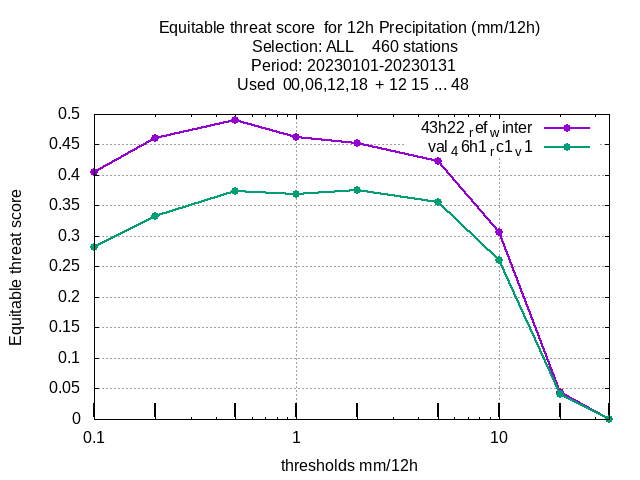 Equitable threat score  for 12h Precipitation (mm/12h)
Selection: ALL    460 stations
Period: 20230101-20230131
Used  00,06,12,18  + 12 15 ... 48
43h22 ref winter
val 46h1 rc1 v1
0.5
0.45
0.4
0.35
0.3
0.25
0.2
0.15
0.1
0.05
0
Equitable threat score
0.1
1
10
thresholds mm/12h